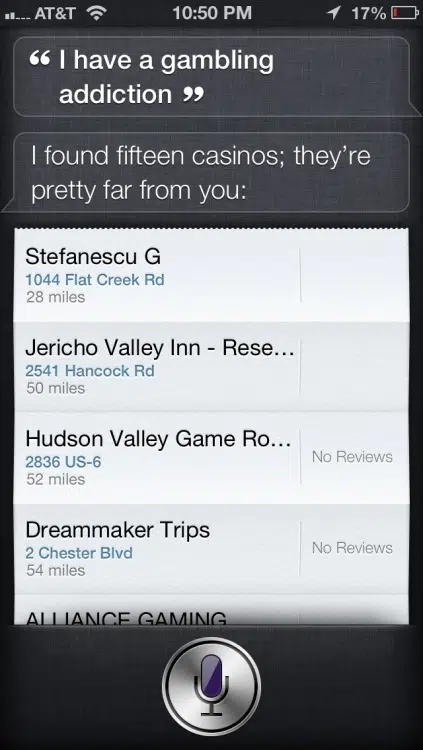 AT&T 10:50 PM 17%
“ I have a gambling
addiction ”
I found fifteen casinos; they’re
pretty far from you:
Stefanescu G
1044 Flat Creek Rd
28 miles
Jericho Valley Inn - Rese…
2541 Hancock Rd
50 miles
Hudson Valley Game Ro…
2836 US-6
52 miles
No Reviews
Dreammaker Trips
2 Chester Blvd
54 miles
No Reviews
ALLIANCE GAMING